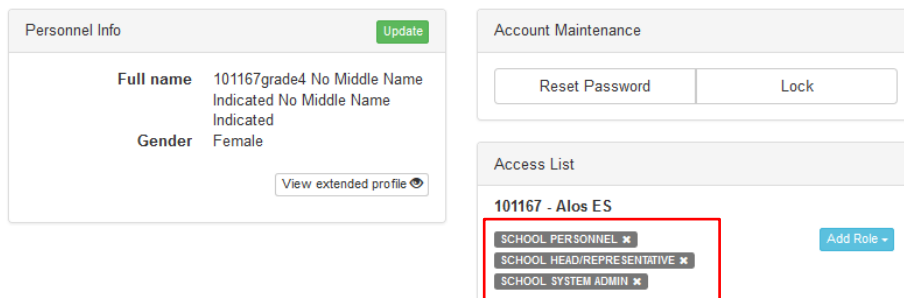 Personnel Info
Update
Full name 101167grade4 No Middle Name
Indicated No Middle Name
Indicated
Gender Female
View extended profile
Account Maintenance
Reset Password Lock
Access List
101167 - Alos ES
SCHOOL PERSONNEL ✖
Add Role
SCHOOL HEAD/REPRESENTATIVE ✖
SCHOOL SYSTEM ADMIN ✖